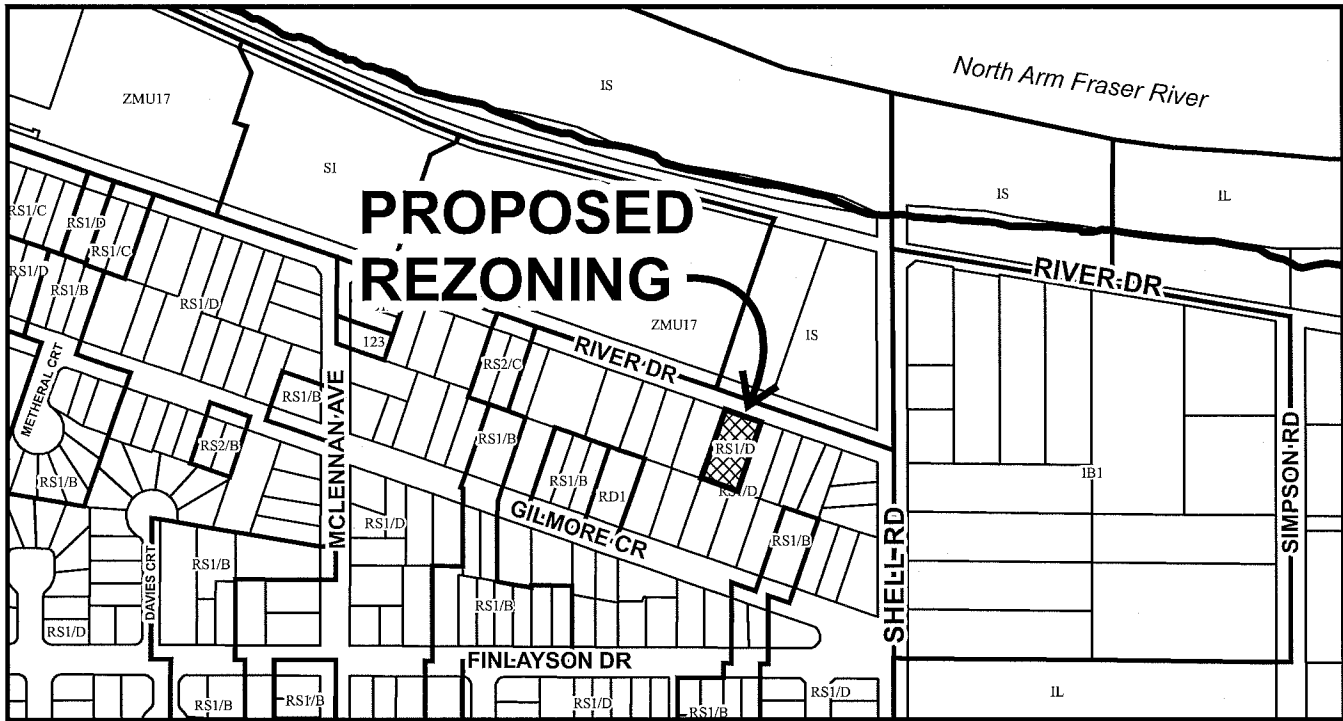 IS
North Arm Fraser River
ZMU17
SI
IS
IL
PROPOSED
REZONING
RS1/C
RS1/D
RS1/C
RS1/D
RS1/B
RS1/D
RIVER DR
ZMU17
IS
123
RIVER DR
RS2/C
METHERAL CRT
RS1/B
MCLENNAN AVE
RS2/B
RS1/B
RS1/D
RS1/D
IB1
SIMPSON RD
RS1/B
RS1/B
RD1
GILMORE CR
RS1/D
RS1/B
SHELL RD
DAVIES CRT
RS1/B
RS1/B
RS1/D
FINLAYSON DR
RS1/B
RS1/B
RS1/D
RS1/B
RS1/D
IL